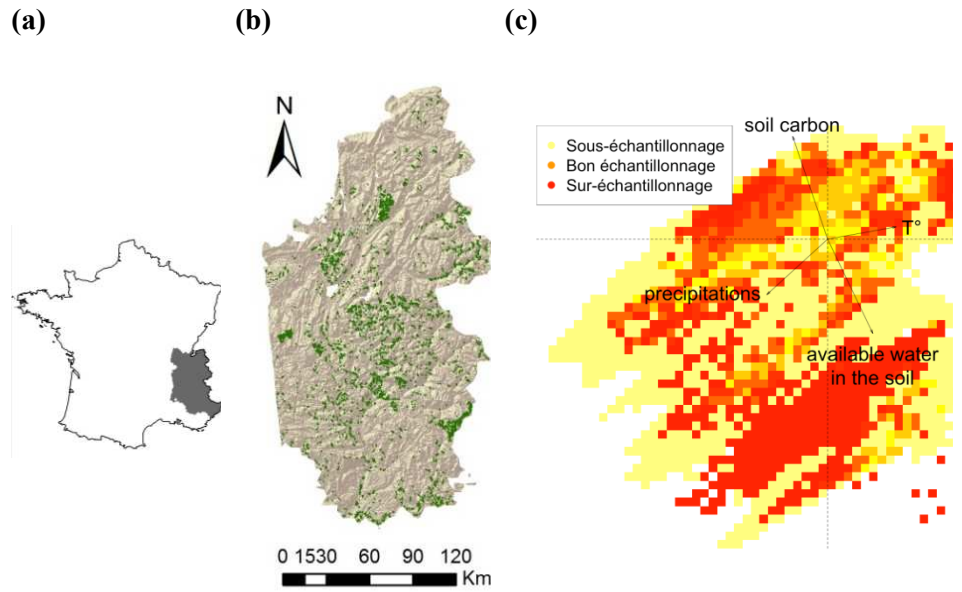 (a)
(b)
(c)
N
0 1530 60 90 120
Km
soil carbon
Sous-échantillonnage
Bon échantillonnage
Sur-échantillonnage
T°
precipitations
available water
in the soil